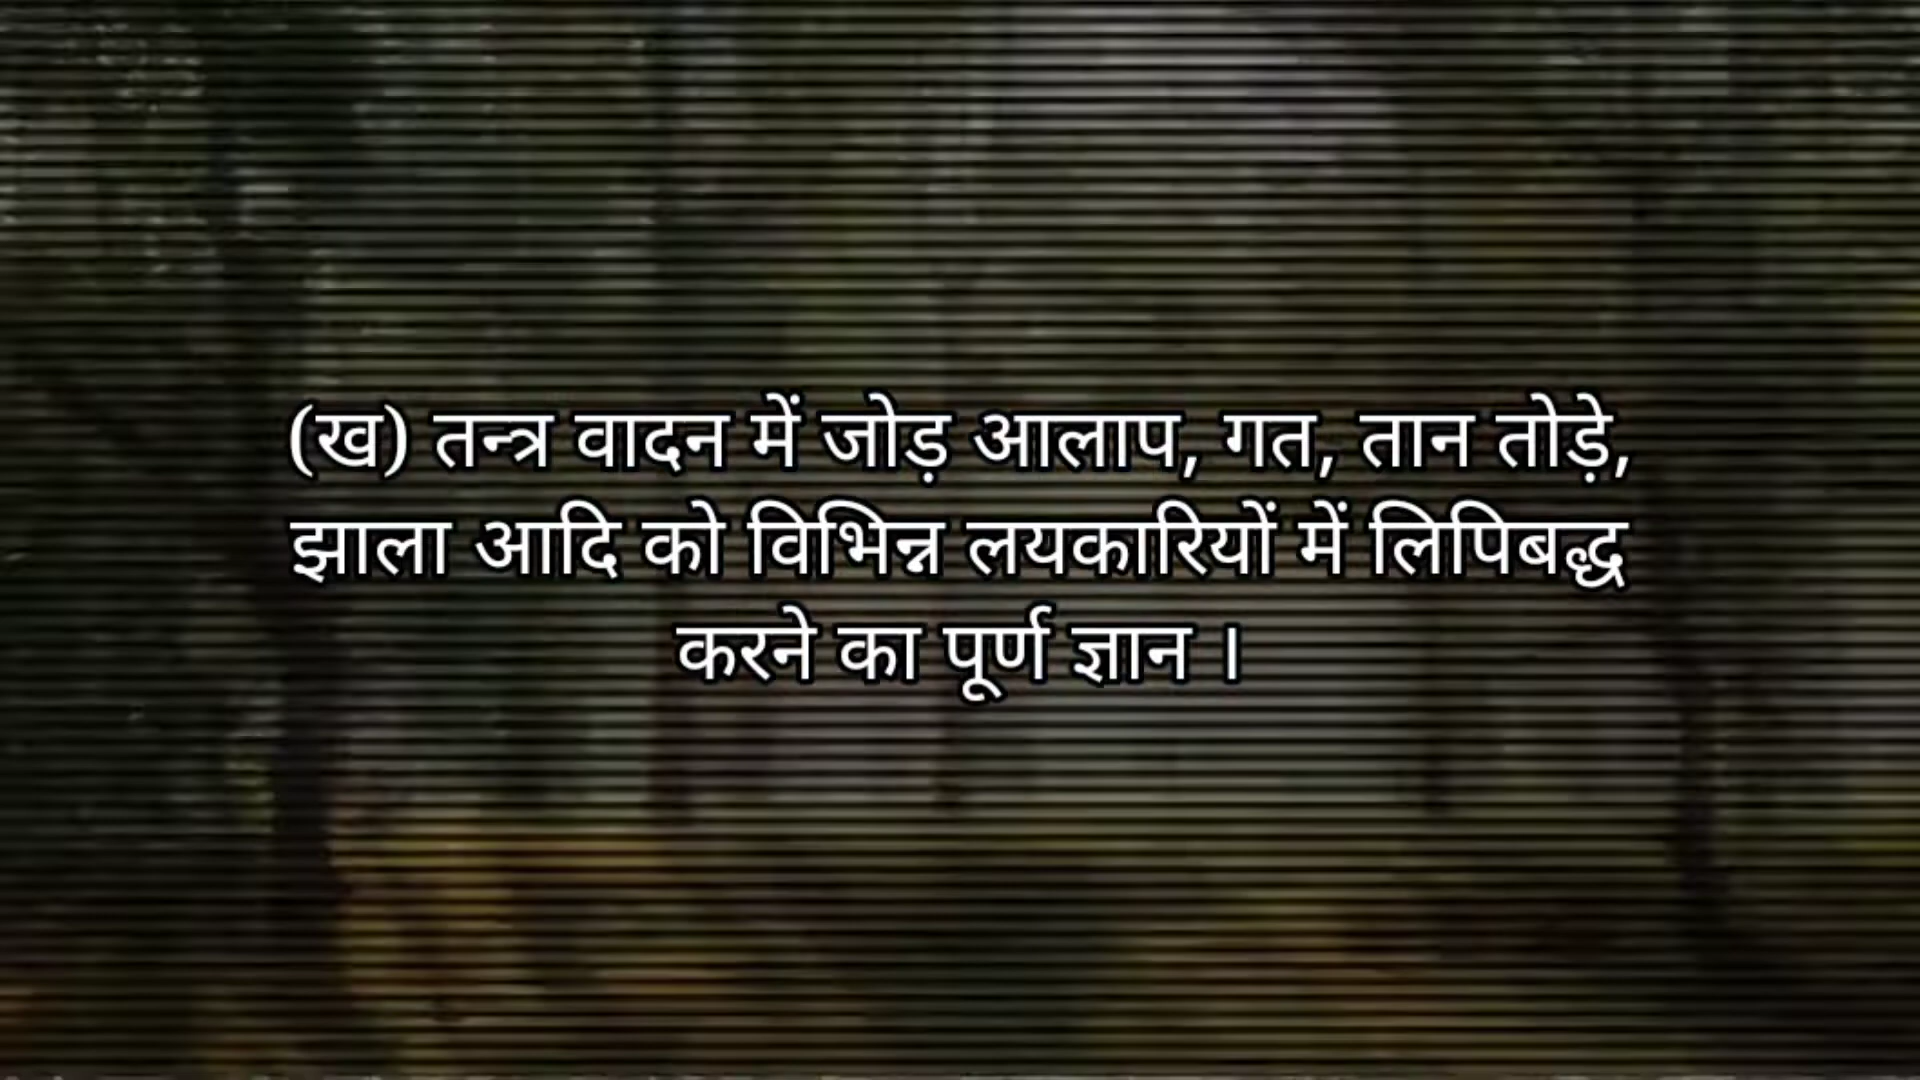 (ख) तन्त्र वादन में जोड़ आलाप, गत, तान तोड़े,
झाला आदि को विभिन्न लयकारियों में लिपिबद्ध
करने का पूर्ण ज्ञान ।